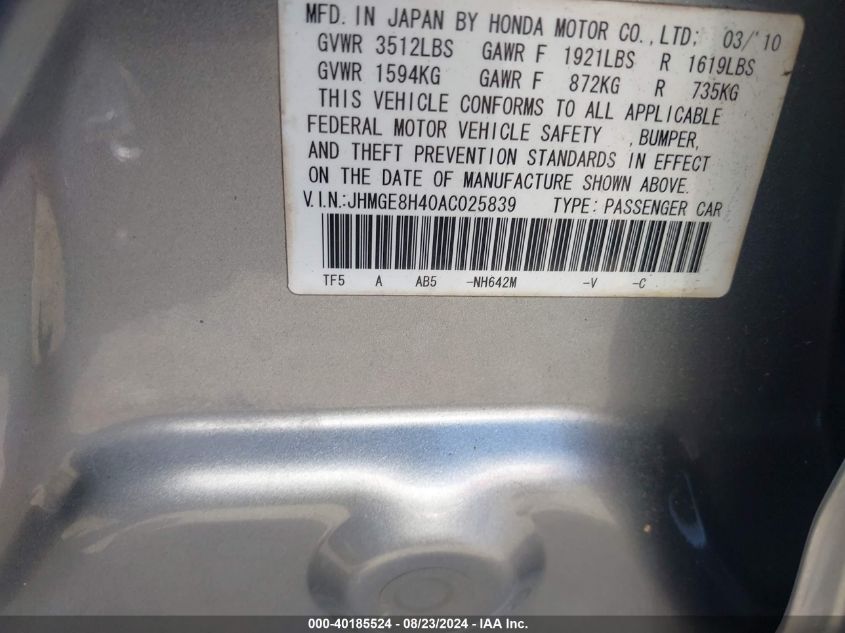 MFD. IN JAPAN BY HONDA MOTOR CO., LTD; 03/'10
GVWR 3512LBS GAWR F 1921LBS R 1619LBS
GVWR 1594KG GAWR F 872KG R 735KG
THIS VEHICLE CONFORMS TO ALL APPLICABLE
FEDERAL MOTOR VEHICLE SAFETY , BUMPER,
AND THEFT PREVENTION STANDARDS IN EFFECT
ON THE DATE OF MANUFACTURE SHOWN ABOVE.
V.I.N.:JHMGE8H40AC025839 TYPE: PASSENGER CAR
TF5 A AB5 -NH642M -V -C
000-40185524 - 08/23/2024 - IAA Inc.